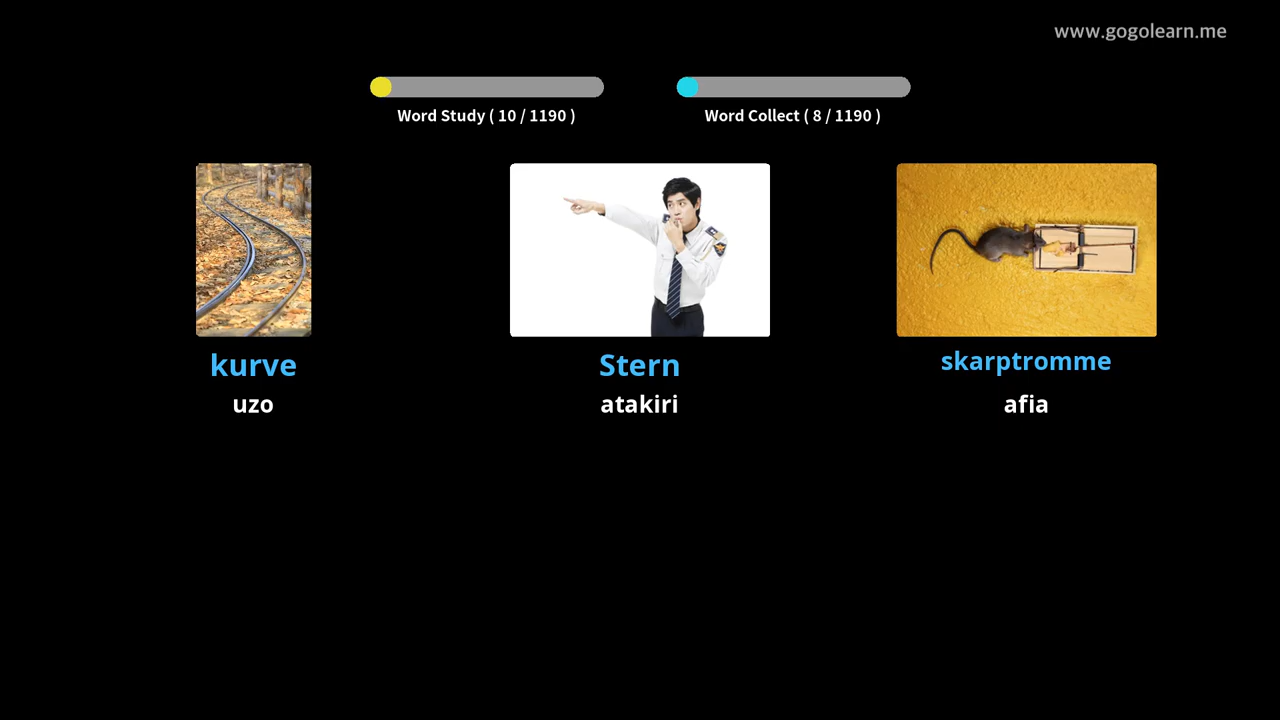 www.gogolearn.me
Word Study ( 10 / 1190 )
Word Collect ( 8 / 1190 )
kurve
uzo
Stern
atakiri
skarptromme
afia